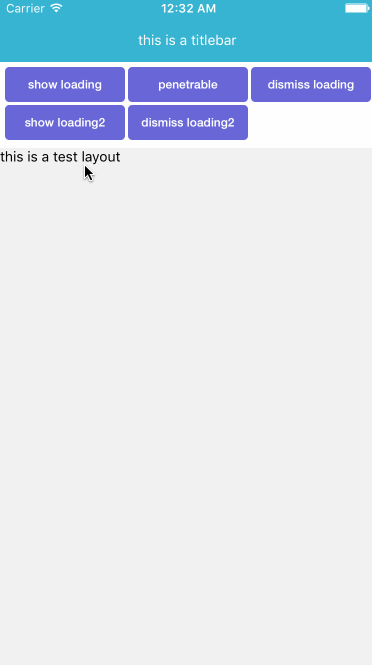 Carrier 12:32 AM
this is a titlebar
show loading penetrable dismiss loading
show loading2 dismiss loading2
this is a test layout